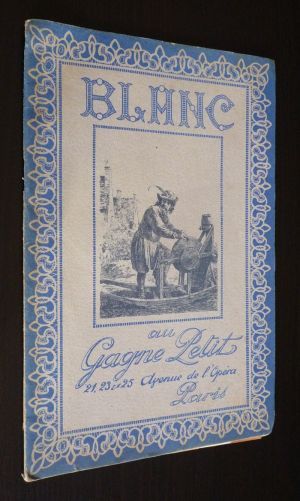 BLANC
au
Gagne Petit
21, 23 et 25 Avenue de l'Opéra
Paris